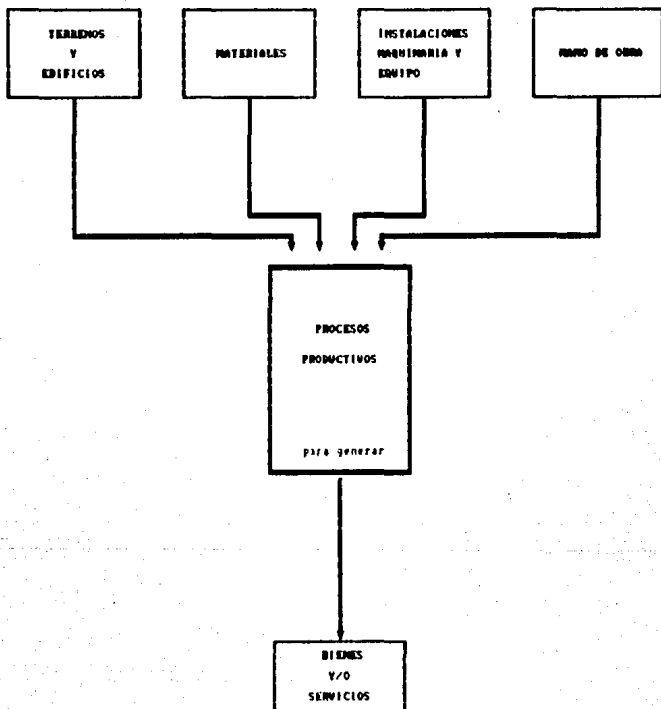 TERRENOS
Y
EDIFICIOS
MATERIALES
INSTALACIONES
MAQUINARIA Y
EQUIPO
MANO DE OBRA
PROCESOS
PRODUCTIVOS
para generar
BIENES
Y/O
SERVICIOS